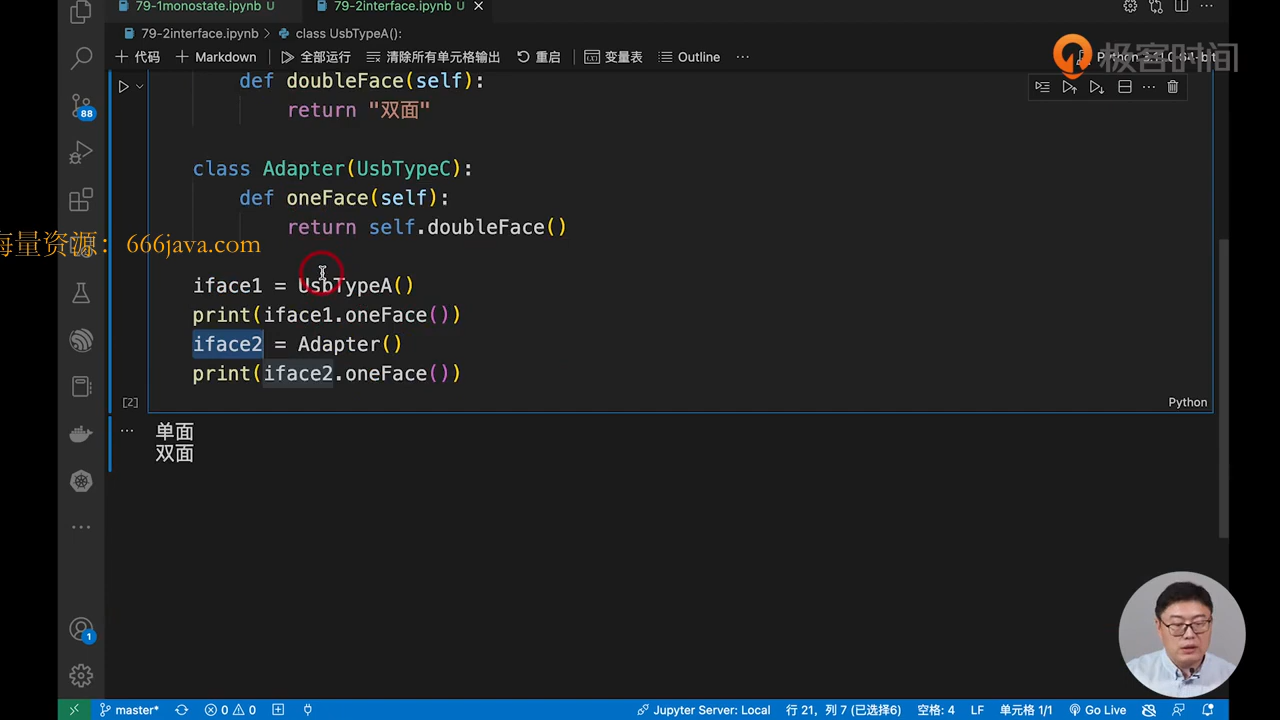 79-1monostate.ipynb U
79-2interface.ipynb U
79-2interface.ipynb > class UsbTypeA():
代码 Markdown 全部运行 清除所有单元格输出 重启 变量表 Outline ···
极客时间
88
def doubleFace(self):
return "双面"
class Adapter(UsbTypeC):
def oneFace(self):
return self.doubleFace()
海量资源：666java.com
iface1 = UsbTypeA()
print(iface1.oneFace())
iface2 = Adapter()
print(iface2.oneFace())
[2]
Python
单面
双面
1
master* 0 0 Jupyter Server: Local 行 21, 列 7 (已选择6) 空格: 4 LF 单元格 1/1 Go Live